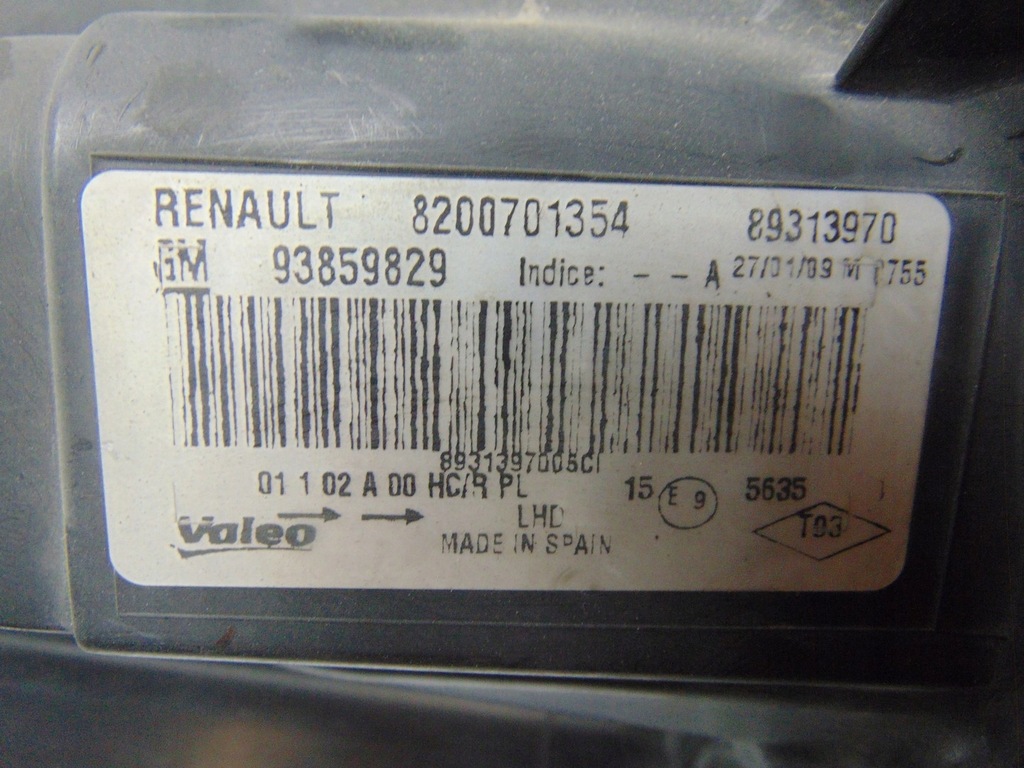 RENAULT 8200701354 89313970
GM 93859829 Indice: - - A 27/01/09 M
01 1 02 A 00 HC/R PL 15 E 9 5635
valeo LHD T93
MADE IN SPAIN